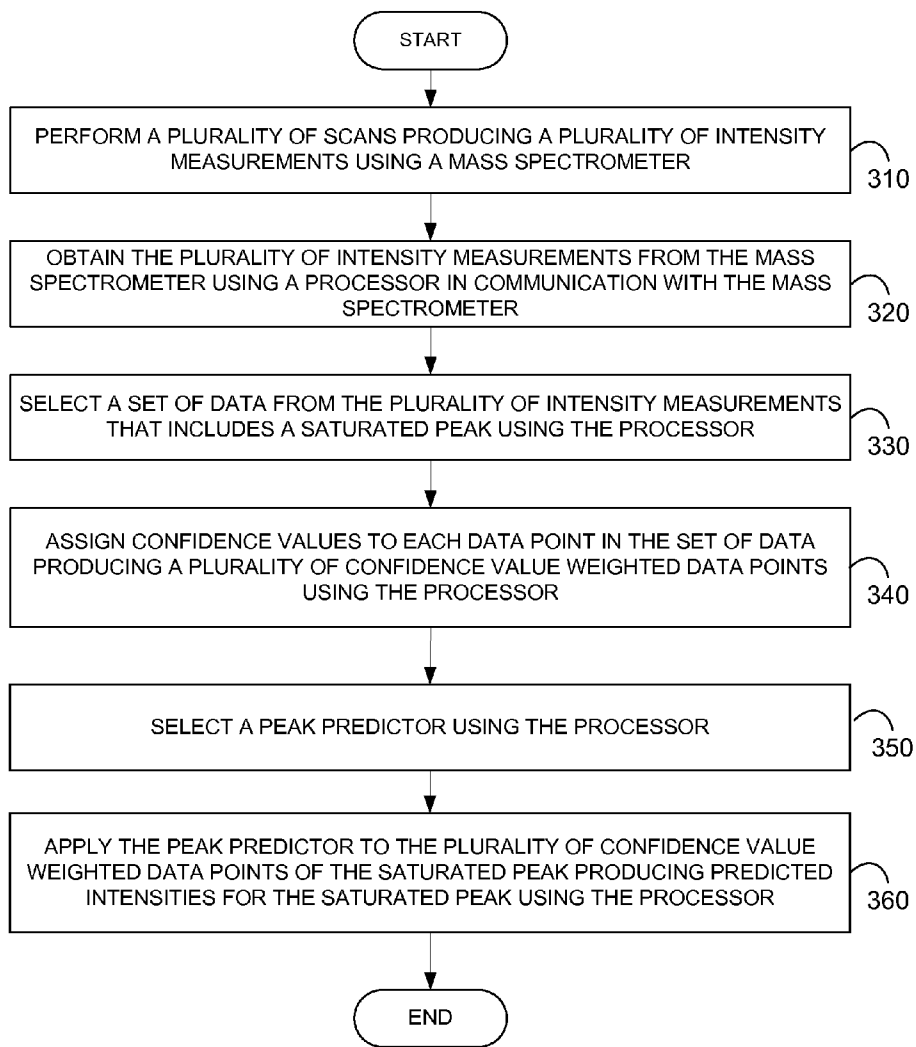 START
PERFORM A PLURALITY OF SCANS PRODUCING A PLURALITY OF INTENSITY
MEASUREMENTS USING A MASS SPECTROMETER
310
OBTAIN THE PLURALITY OF INTENSITY MEASUREMENTS FROM THE MASS
SPECTROMETER USING A PROCESSOR IN COMMUNICATION WITH THE MASS
SPECTROMETER
320
SELECT A SET OF DATA FROM THE PLURALITY OF INTENSITY MEASUREMENTS
THAT INCLUDES A SATURATED PEAK USING THE PROCESSOR
330
ASSIGN CONFIDENCE VALUES TO EACH DATA POINT IN THE SET OF DATA
PRODUCING A PLURALITY OF CONFIDENCE VALUE WEIGHTED DATA POINTS
USING THE PROCESSOR
340
SELECT A PEAK PREDICTOR USING THE PROCESSOR
350
APPLY THE PEAK PREDICTOR TO THE PLURALITY OF CONFIDENCE VALUE
WEIGHTED DATA POINTS OF THE SATURATED PEAK PRODUCING PREDICTED
INTENSITIES FOR THE SATURATED PEAK USING THE PROCESSOR
360
END